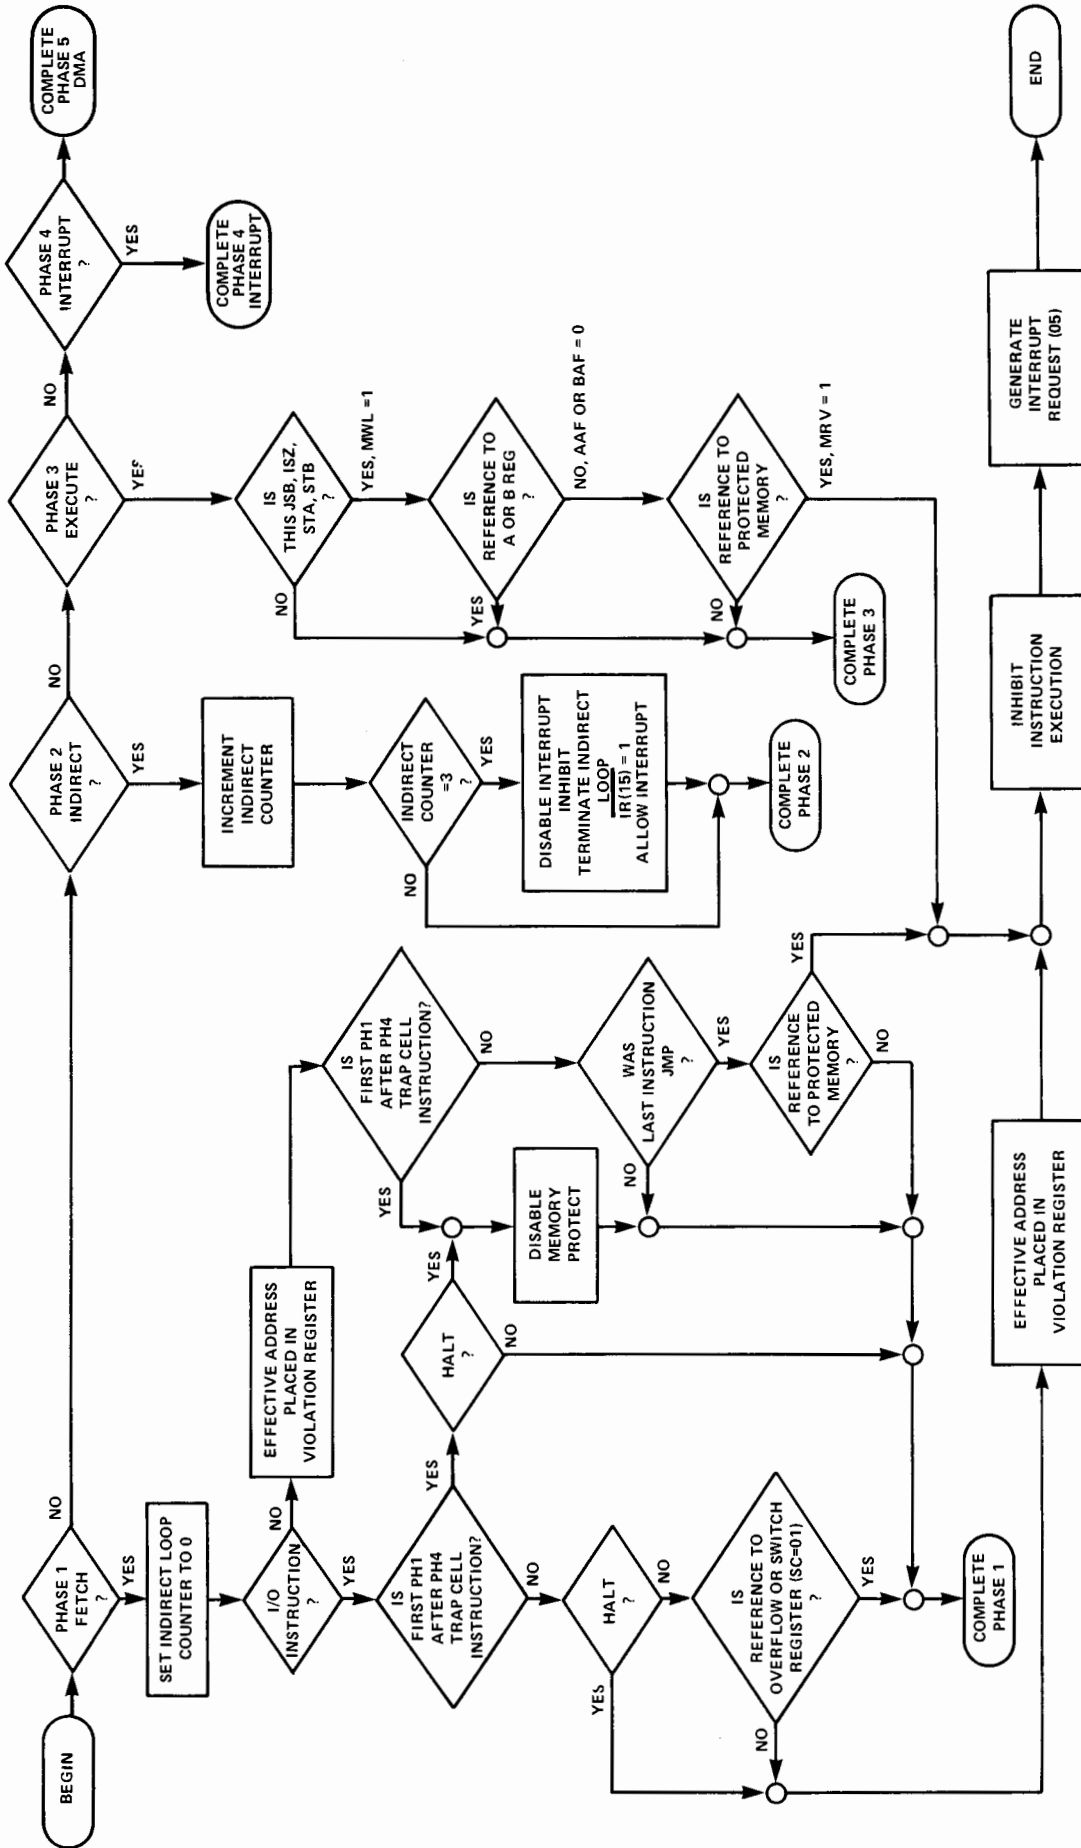 BEGIN
PHASE 1
FETCH
?
NO
YES
SET INDIRECT LOOP
COUNTER TO 0
I/O
INSTRUCTION
?
NO
YES
EFFECTIVE ADDRESS
PLACED IN
VIOLATION REGISTER
IS
FIRST PH1
AFTER PH4
TRAP CELL
INSTRUCTION?
YES
NO
HALT
?
YES
NO
HALT
?
YES
NO
IS
REFERENCE TO
OVERFLOW OR SWITCH
REGISTER (SC=01)
?
NO
YES
COMPLETE
PHASE 1
IS
FIRST PH1
AFTER PH4
TRAP CELL
INSTRUCTION?
YES
NO
DISABLE
MEMORY
PROTECT
WAS
LAST INSTRUCTION
JMP
?
NO
YES
IS
REFERENCE
TO PROTECTED
MEMORY
?
YES
NO
PHASE 2
INDIRECT
?
NO
YES
INCREMENT
INDIRECT
COUNTER
INDIRECT
COUNTER
=3
?
NO
YES
DISABLE INTERRUPT
INHIBIT
TERMINATE INDIRECT
LOOP
IR(15) = 1
ALLOW INTERRUPT
COMPLETE
PHASE 2
PHASE 3
EXECUTE
?
NO
YES
IS
THIS JSB, ISZ,
STA, STB
?
NO
YES, MWL =1
IS
REFERENCE TO
A OR B REG
?
YES
NO, AAF OR BAF = 0
IS
REFERENCE TO
PROTECTED
MEMORY
?
NO
YES, MRV = 1
COMPLETE
PHASE 3
PHASE 4
INTERRUPT
?
YES
COMPLETE
PHASE 4
INTERRUPT
COMPLETE
PHASE 5
DMA
EFFECTIVE ADDRESS
PLACED IN
VIOLATION REGISTER
INHIBIT
INSTRUCTION
EXECUTION
GENERATE
INTERRUPT
REQUEST (05)
END